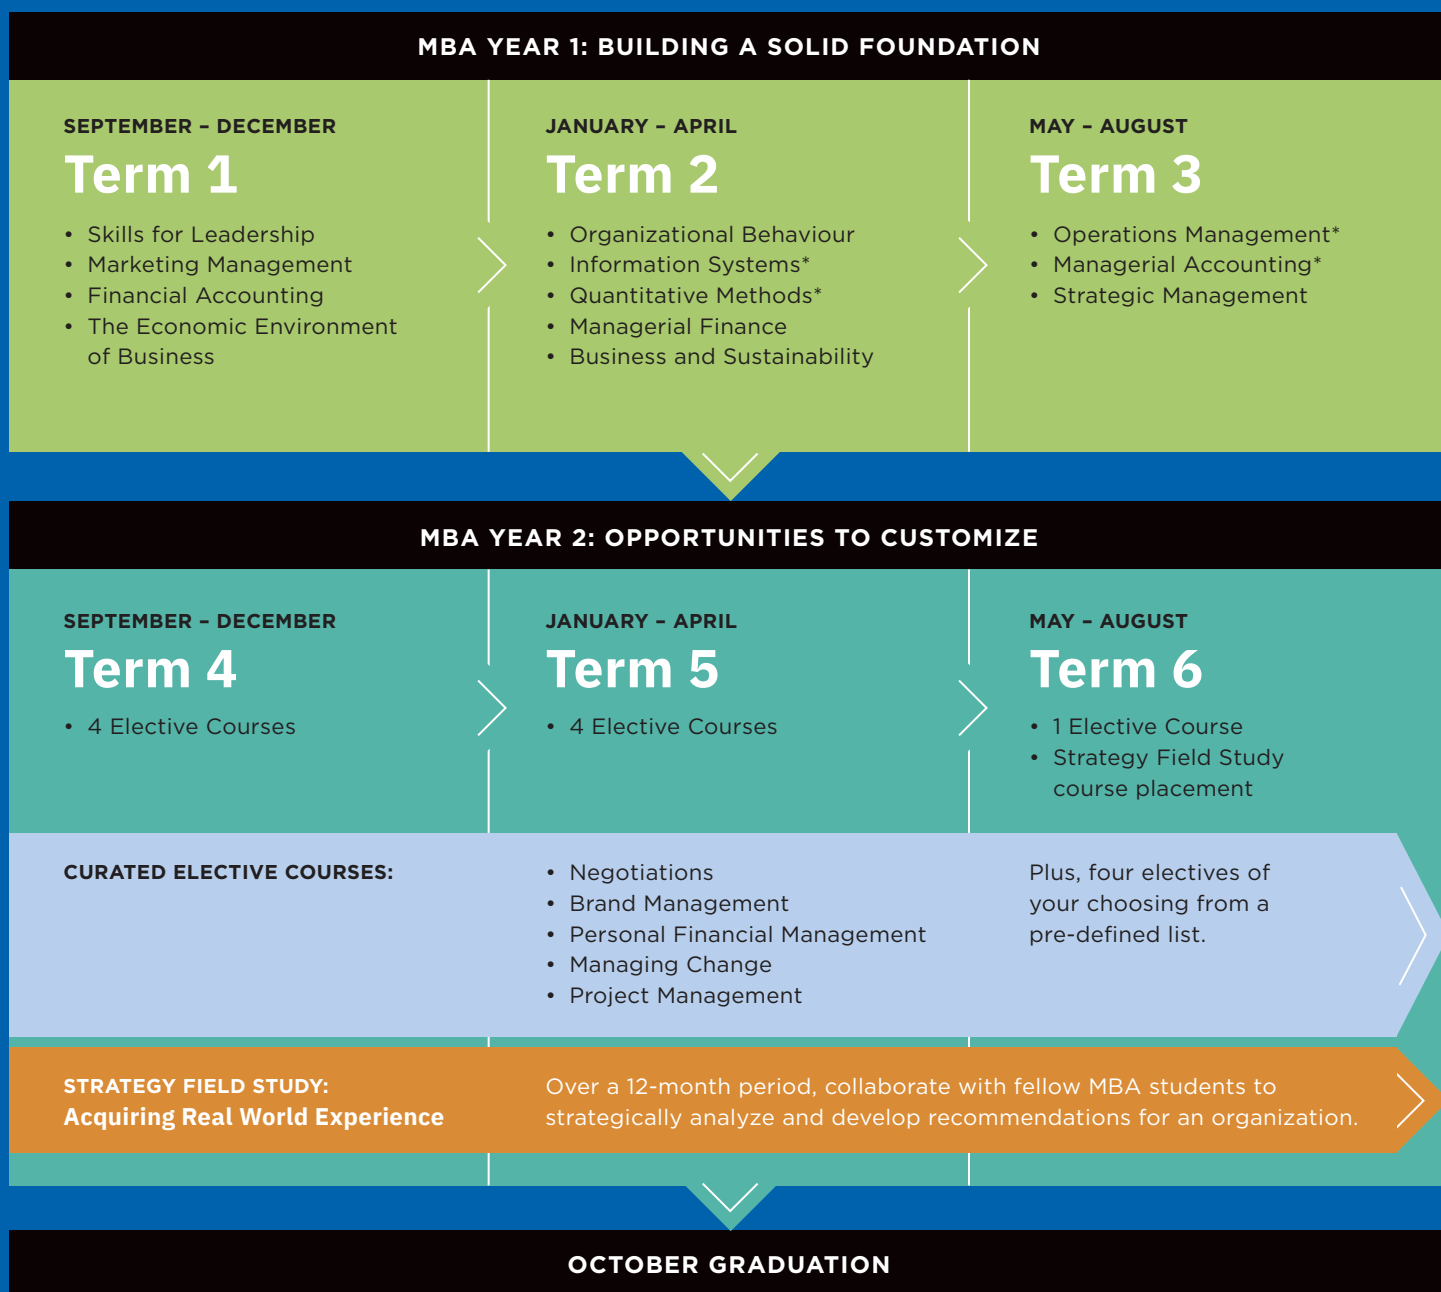 MBA YEAR 1: BUILDING A SOLID FOUNDATION
SEPTEMBER – DECEMBER
Term 1
• Skills for Leadership
• Marketing Management
• Financial Accounting
• The Economic Environment
of Business
JANUARY – APRIL
Term 2
• Organizational Behaviour
• Information Systems*
• Quantitative Methods*
• Managerial Finance
• Business and Sustainability
MAY – AUGUST
Term 3
• Operations Management*
• Managerial Accounting*
• Strategic Management
MBA YEAR 2: OPPORTUNITIES TO CUSTOMIZE
SEPTEMBER – DECEMBER
Term 4
• 4 Elective Courses
JANUARY – APRIL
Term 5
• 4 Elective Courses
MAY – AUGUST
Term 6
• 1 Elective Course
• Strategy Field Study
course placement
CURATED ELECTIVE COURSES:
• Negotiations
• Brand Management
• Personal Financial Management
• Managing Change
• Project Management
Plus, four electives of
your choosing from a
pre-defined list.
STRATEGY FIELD STUDY:
Acquiring Real World Experience
Over a 12-month period, collaborate with fellow MBA students to
strategically analyze and develop recommendations for an organization.
OCTOBER GRADUATION